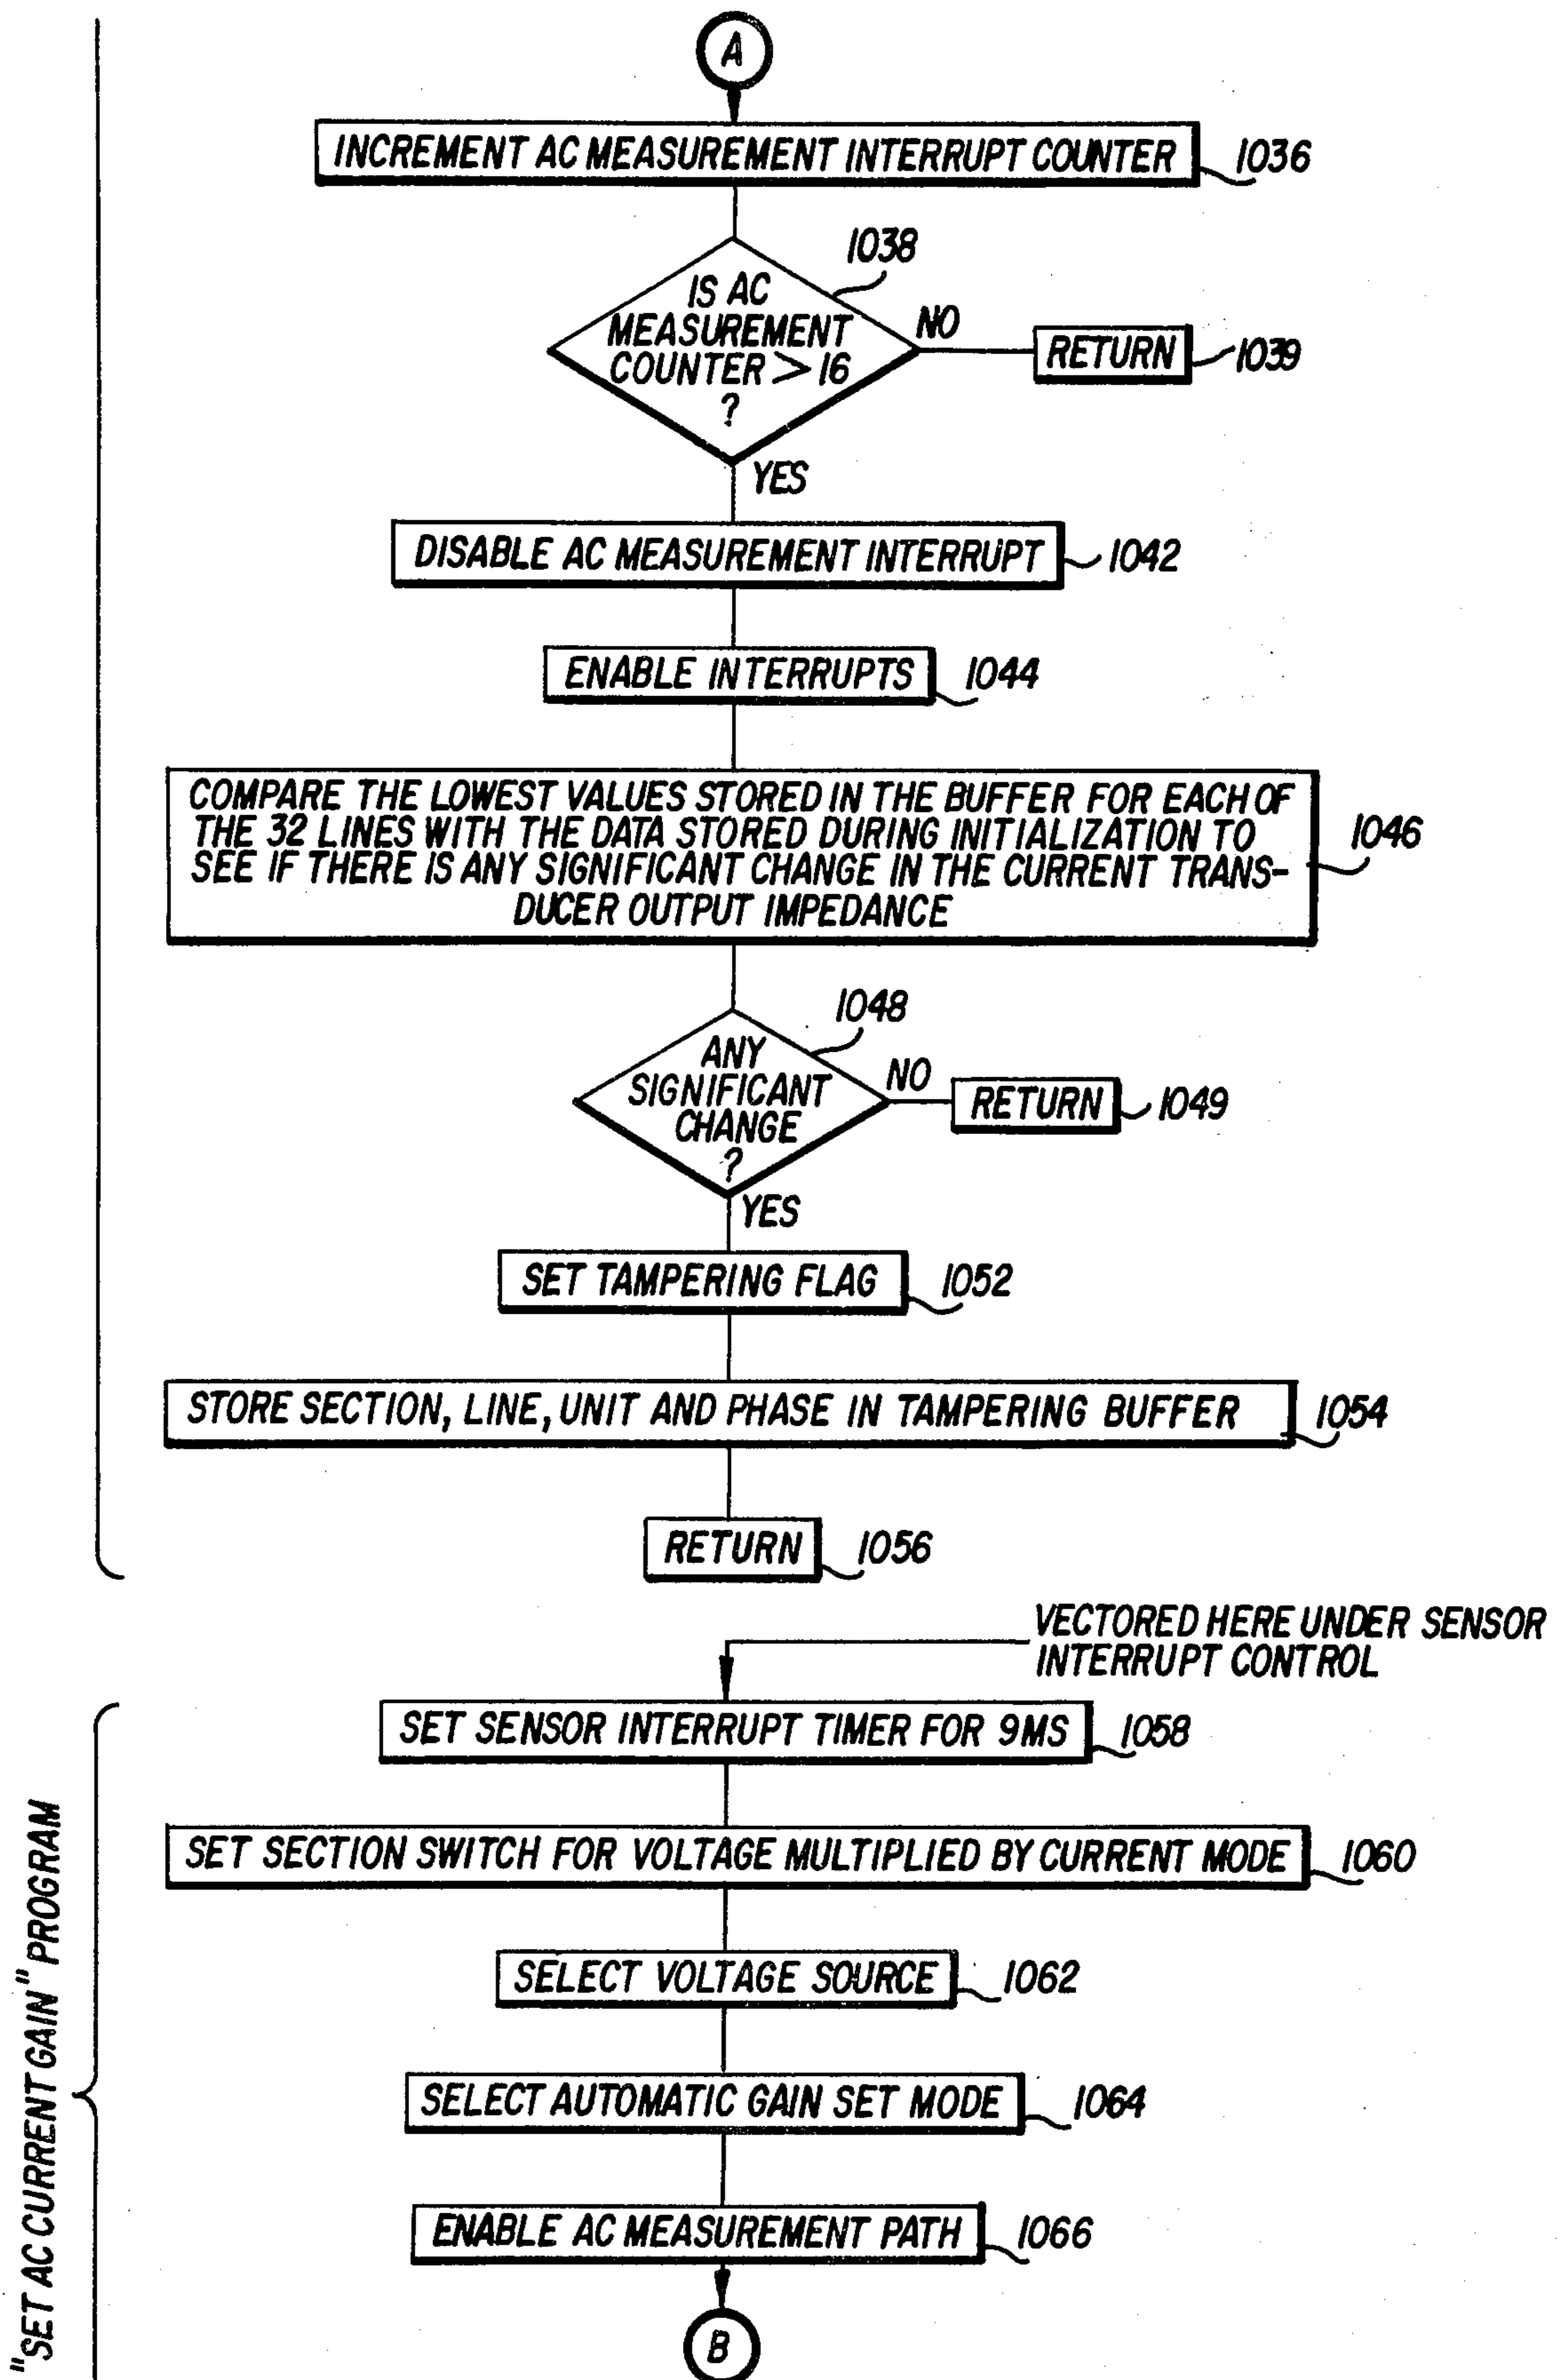 A
INCREMENT AC MEASUREMENT INTERRUPT COUNTER
1036
1038
IS AC
MEASUREMENT
COUNTER > 16
?
NO
RETURN
1039
YES
DISABLE AC MEASUREMENT INTERRUPT
1042
ENABLE INTERRUPTS
1044
COMPARE THE LOWEST VALUES STORED IN THE BUFFER FOR EACH OF
THE 32 LINES WITH THE DATA STORED DURING INITIALIZATION TO
SEE IF THERE IS ANY SIGNIFICANT CHANGE IN THE CURRENT TRANS-
DUCER OUTPUT IMPEDANCE
1046
1048
ANY
SIGNIFICANT
CHANGE
?
NO
RETURN
1049
YES
SET TAMPERING FLAG
1052
STORE SECTION, LINE, UNIT AND PHASE IN TAMPERING BUFFER
1054
RETURN
1056
VECTORED HERE UNDER SENSOR
INTERRUPT CONTROL
SET SENSOR INTERRUPT TIMER FOR 9MS
1058
SET SECTION SWITCH FOR VOLTAGE MULTIPLIED BY CURRENT MODE
1060
SELECT VOLTAGE SOURCE
1062
SELECT AUTOMATIC GAIN SET MODE
1064
ENABLE AC MEASUREMENT PATH
1066
B
"SET AC CURRENT GAIN" PROGRAM